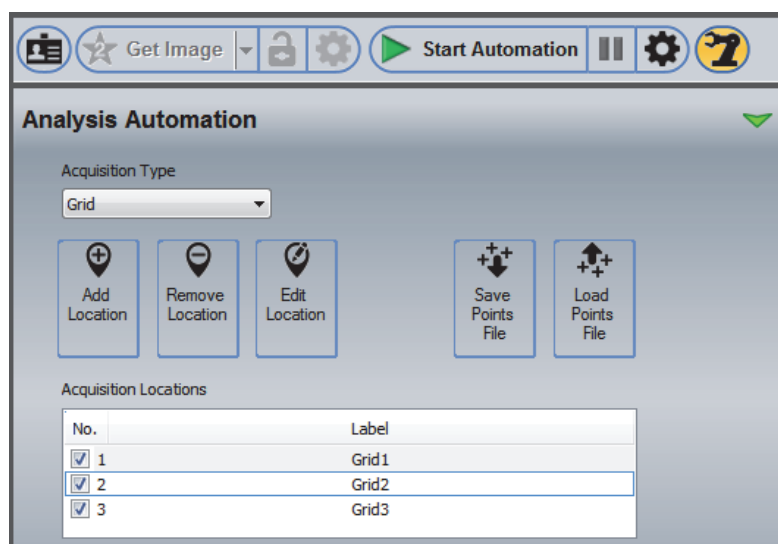 2 Get Image Start Automation
Analysis Automation
Acquisition Type
Grid
Add Location
Remove Location
Edit Location
Save Points File
Load Points File
Acquisition Locations
No. Label
1 Grid1
2 Grid2
3 Grid3